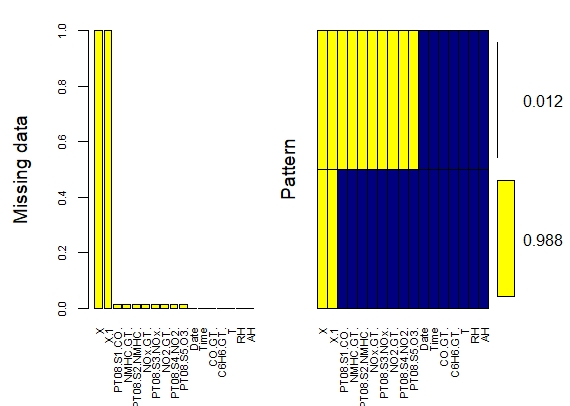 Missing data
1.0
0.8
0.6
0.4
0.2
0.0
X
X.1
PT08.S1.CO.
NMHC.GT.
PT08.S2.NMHC.
NOx.GT.
PT08.S3.NOx.
NO2.GT.
PT08.S4.NO2.
PT08.S5.O3.
Date
Time
CO.GT.
C6H6.GT.
T
RH
AH
Pattern
X
X.1
PT08.S1.CO.
NMHC.GT.
PT08.S2.NMHC.
NOx.GT.
PT08.S3.NOx.
NO2.GT.
PT08.S4.NO2.
PT08.S5.O3.
Date
Time
CO.GT.
C6H6.GT.
T
RH
AH
0.012
0.988